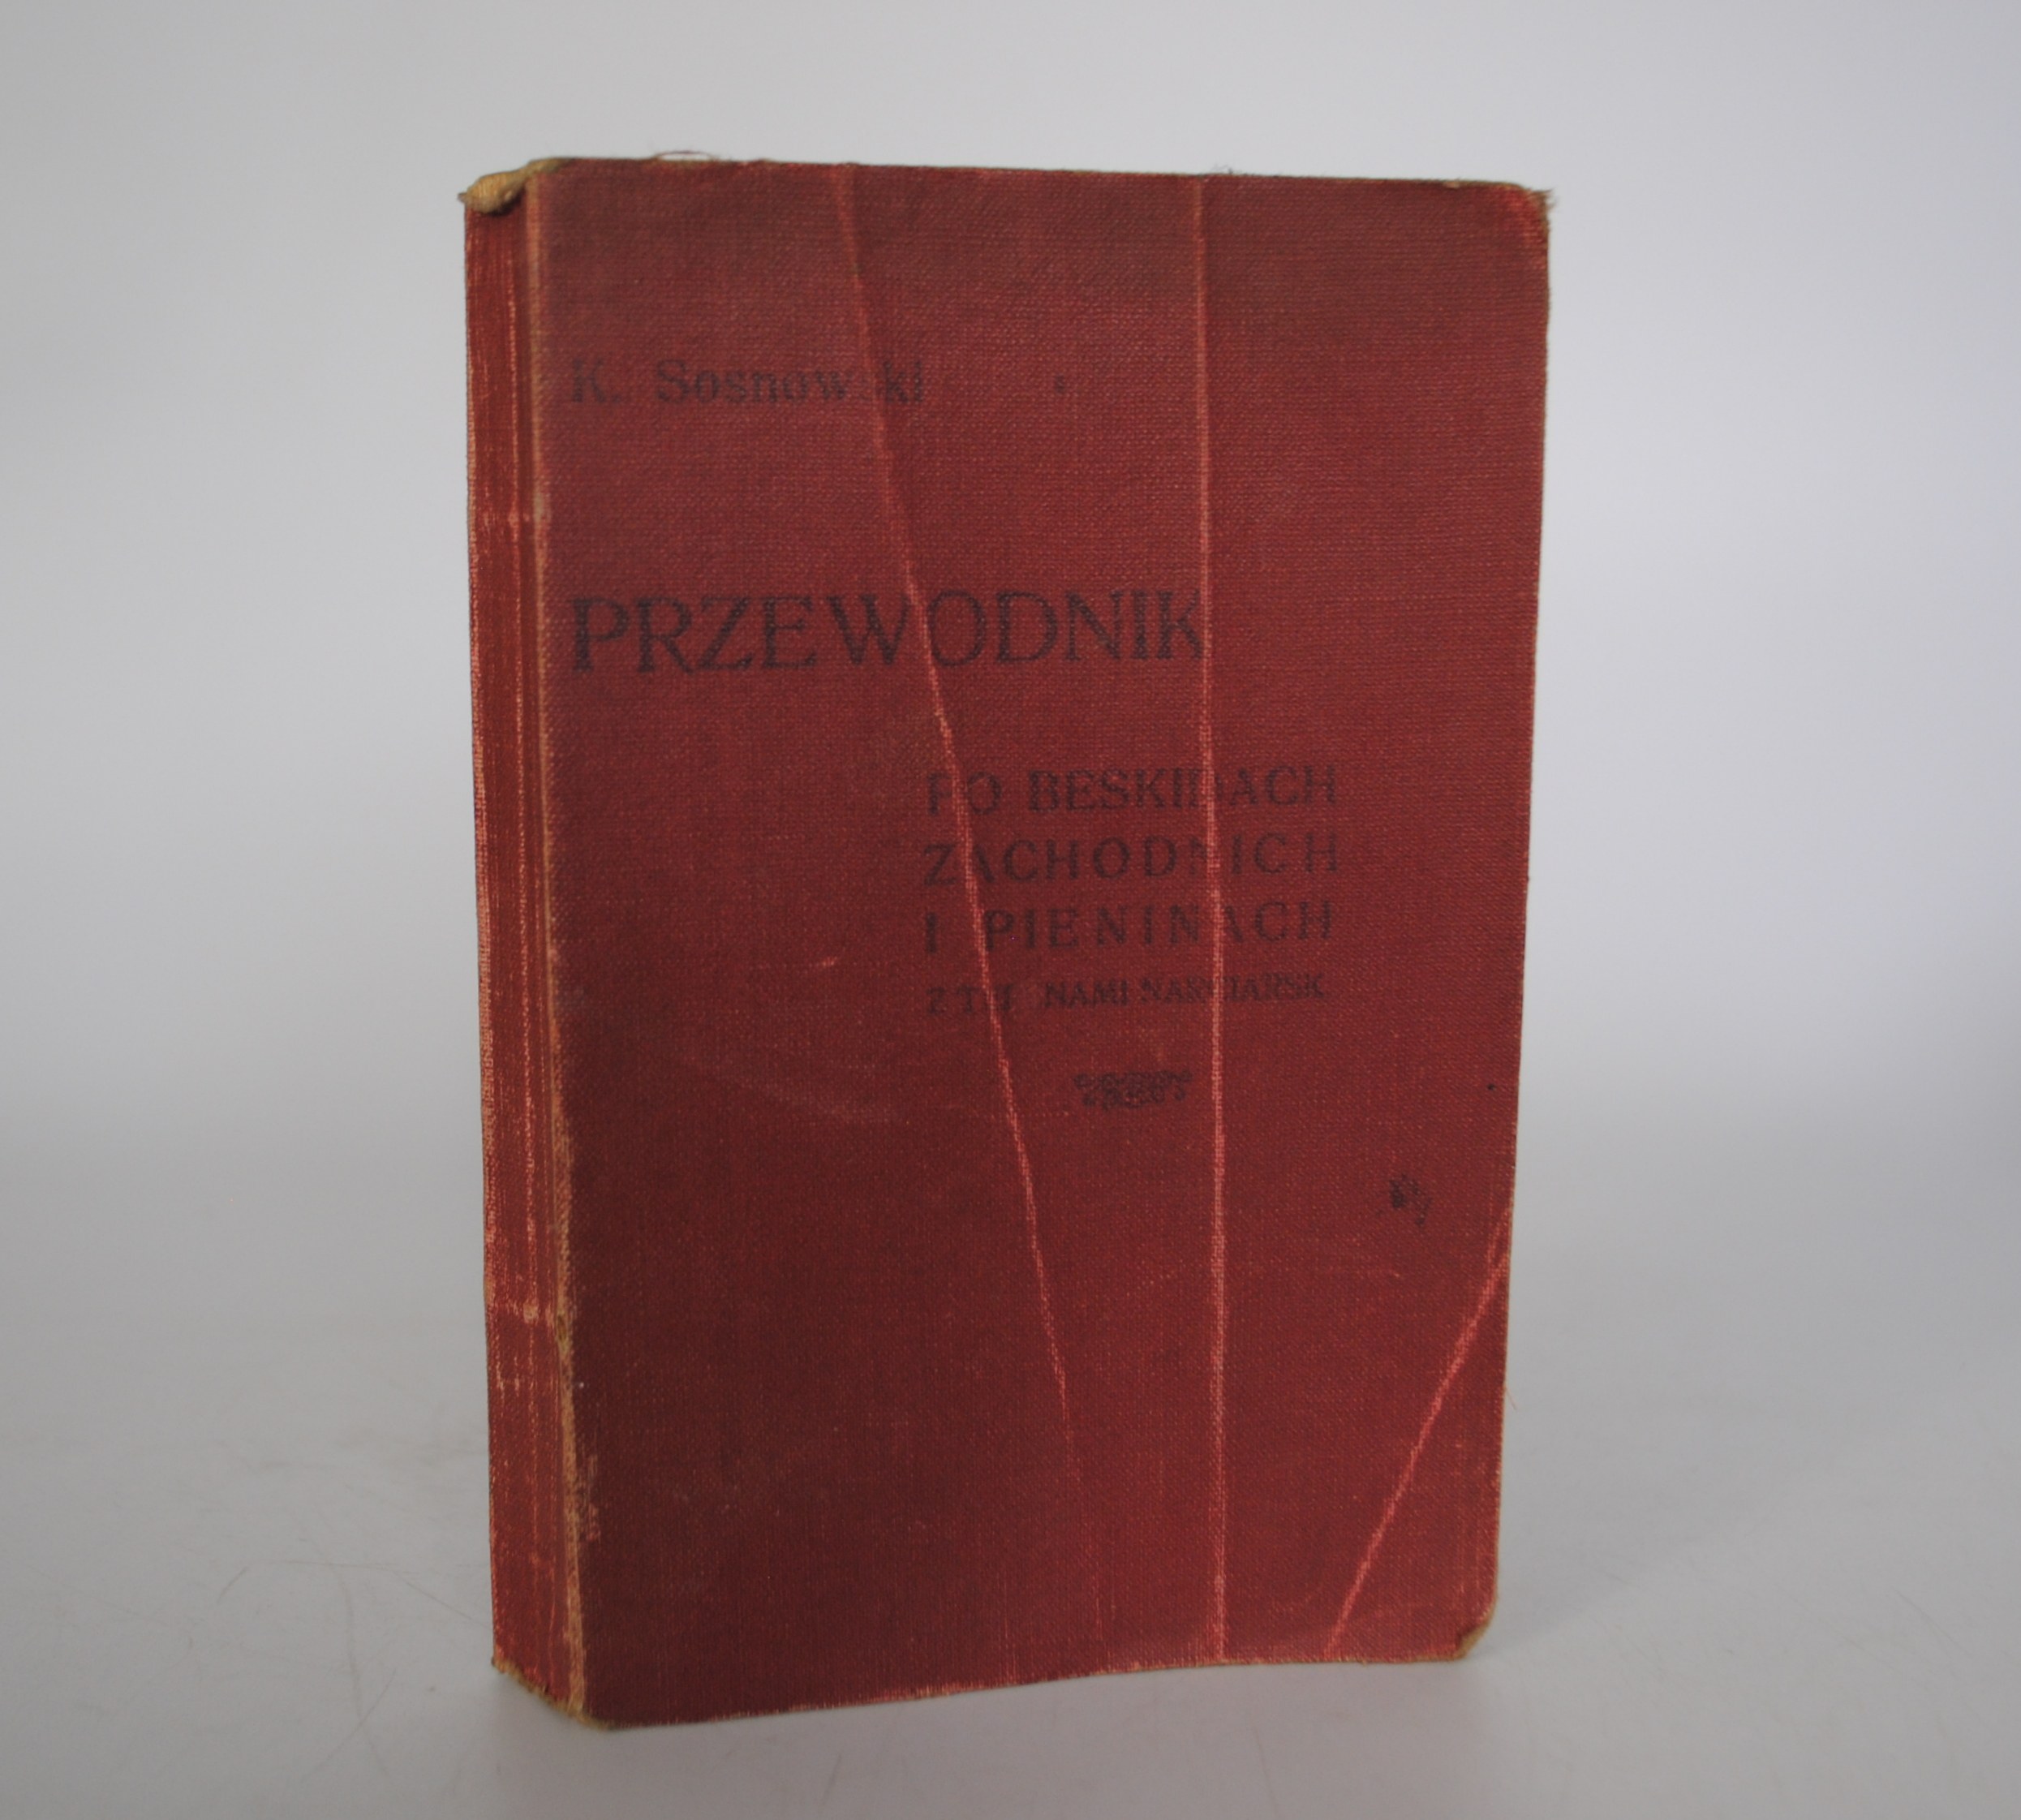 K. Sosnowski
PRZEWODNIK
PO BESKIDACH
ZACHODNICH
I PIENINACH
Z